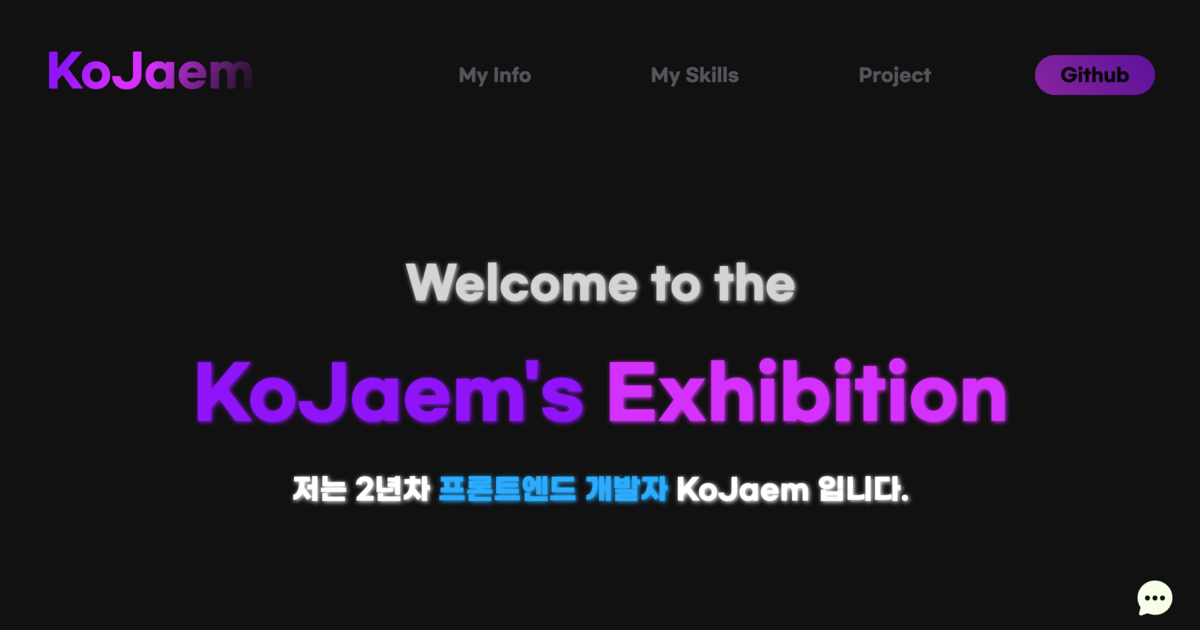 KoJaem
My Info
My Skills
Project
Github
Welcome to the
KoJaem's Exhibition
저는 2년차 프론트엔드 개발자 KoJaem 입니다.